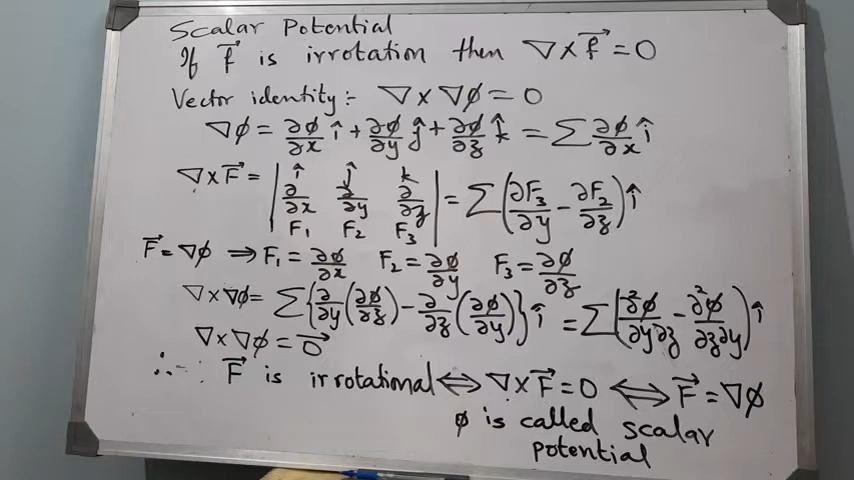 Scalar Potential
If F⃗ is irrotation then ∇×f⃗ = 0
Vector identity:- ∇×∇ϕ = 0
∇ϕ = ∂ϕ/∂x î + ∂ϕ/∂y ĵ + ∂ϕ/∂z k̂ = ∑ ∂ϕ/∂x î
∇×F⃗ = | î ĵ k ; ∂/∂x ∂/∂y ∂/∂z ; F₁ F₂ F₃ | = ∑(∂F₃/∂y − ∂F₂/∂z) î
F⃗ = ∇ϕ ⇒ F₁ = ∂ϕ/∂x F₂ = ∂ϕ/∂y F₃ = ∂ϕ/∂z
∇×∇ϕ = ∑{∂/∂y(∂ϕ/∂z) − ∂/∂z(∂ϕ/∂y)} î = ∑(∂²ϕ/∂y∂z − ∂²ϕ/∂z∂y) î
∇×∇ϕ = 0⃗
∴ F⃗ is irrotational ⇔ ∇×F⃗ = 0 ⇔ F⃗ = ∇ϕ
ϕ is called scalar
potential